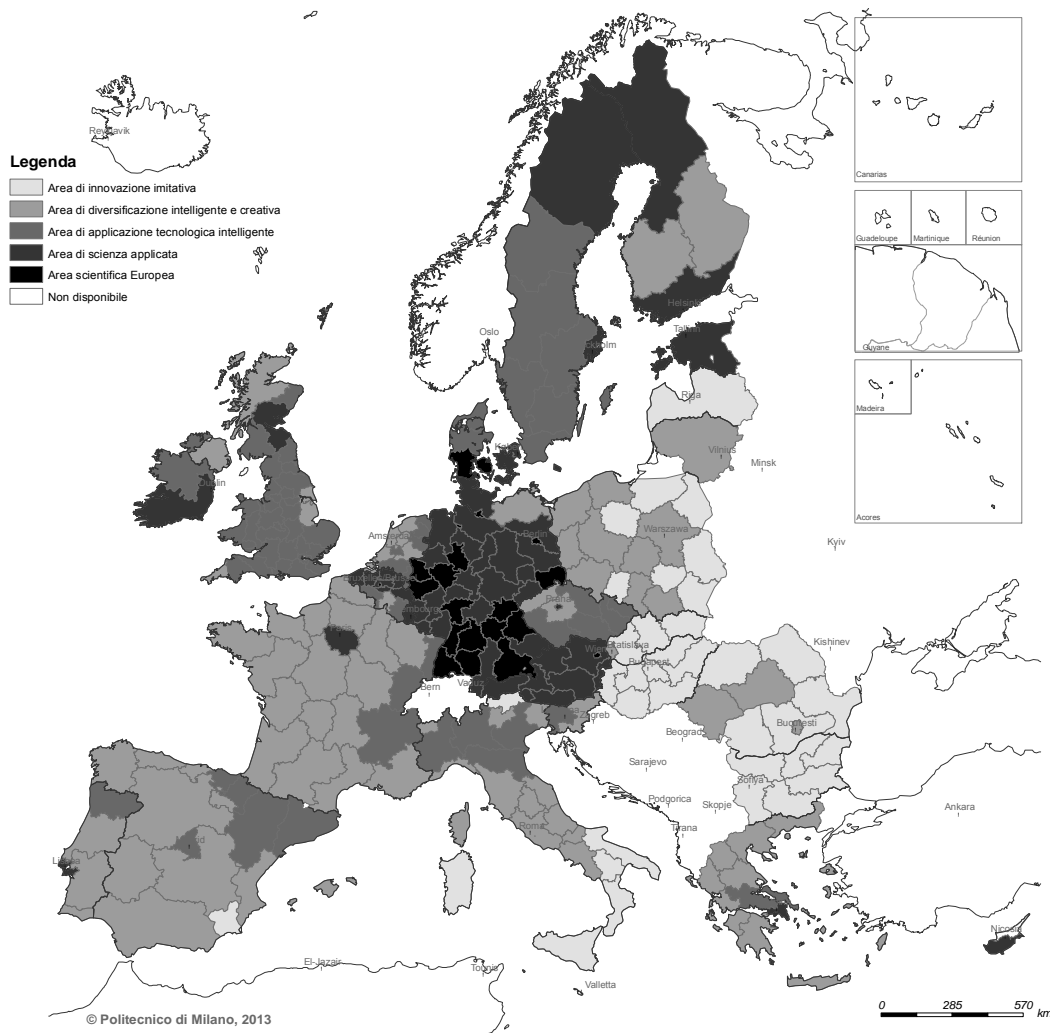 Reykjavik
Canarias
Legenda
Area di innovazione imitativa
Area di diversificazione intelligente e creativa
Area di applicazione tecnologica intelligente
Area di scienza applicata
Area scientifica Europea
Non disponibile
Guadeloupe
Martinique
Réunion
Guyane
Madeira
Acores
Oslo
Helsinki
Riga
Vilnius
Minsk
Dublin
Berlin
Warszawa
Kyiv
Praha
Paris
Bratislava
Budapest
Kishinev
Bern
Vaduz
Zagreb
Beograd
Bucuresti
Sarajevo
Sofiya
Podgorica
Skopje
Ankara
Tirana
Roma
Nicosia
El-Jazair
Tounis
Valletta
0 285 570
km
© Politecnico di Milano, 2013